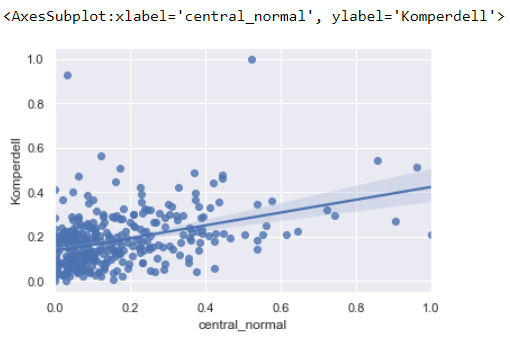 <AxesSubplot:xlabel='central_normal', ylabel='Komperdell'>
1.0
0.8
0.6
0.4
0.2
0.0
Komperdell
0.0 0.2 0.4 0.6 0.8 1.0
central_normal